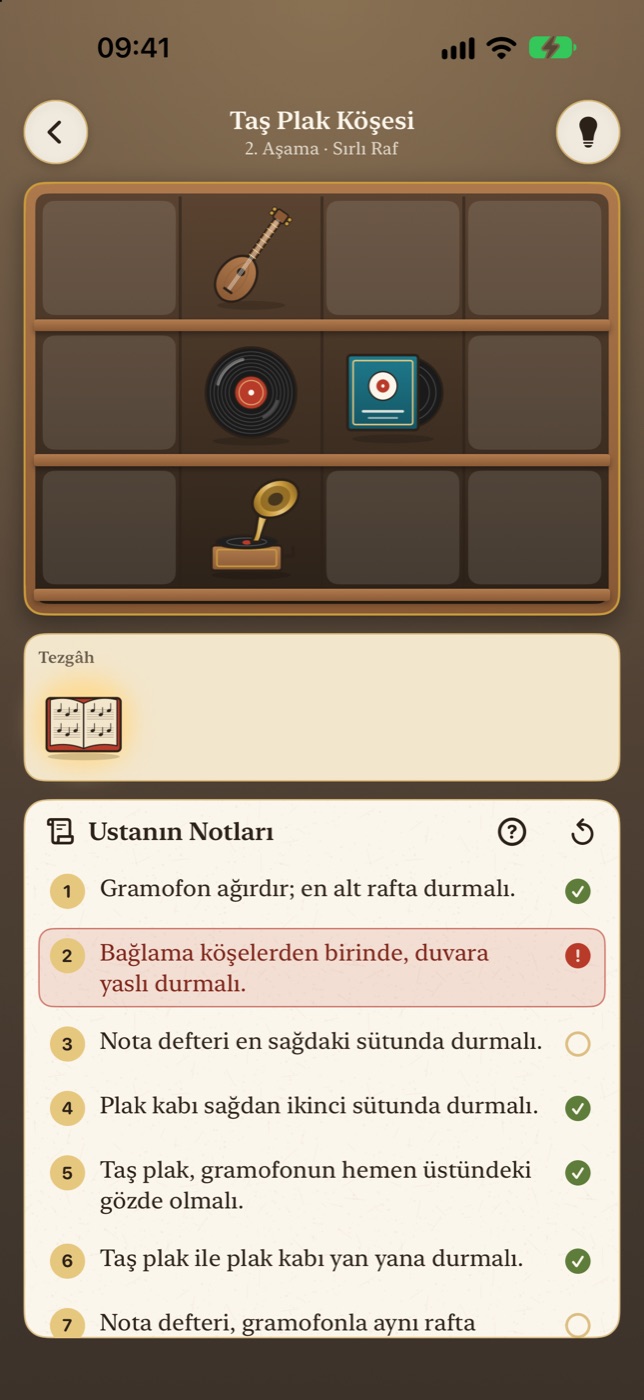 09:41
Taş Plak Köşesi
2. Aşama · Sırlı Raf
Tezgâh
Ustanın Notları
1 Gramofon ağırdır; en alt rafta durmalı.
2 Bağlama köşelerden birinde, duvara
yaslı durmalı.
3 Nota defteri en sağdaki sütunda durmalı.
4 Plak kabı sağdan ikinci sütunda durmalı.
5 Taş plak, gramofonun hemen üstündeki
gözde olmalı.
6 Taş plak ile plak kabı yan yana durmalı.
7 Nota defteri, gramofonla aynı rafta